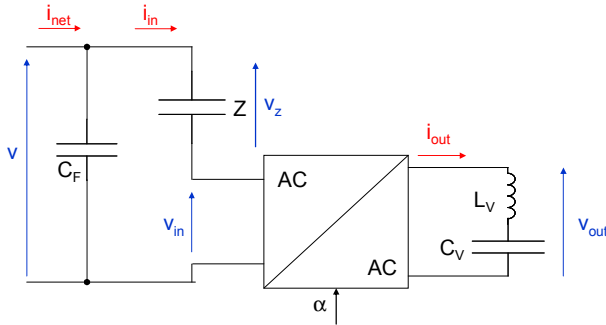 i_net i_in
v C_F Z v_z
AC i_out
v_in L_V v_out
C_V
AC
α